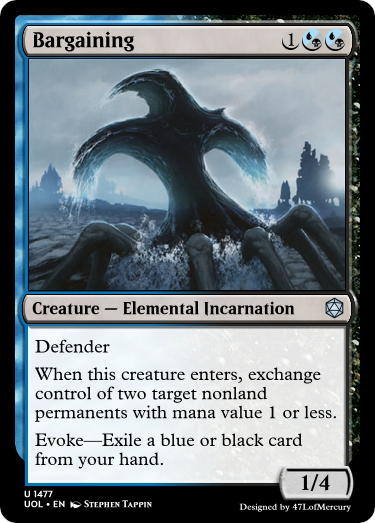 Bargaining 1
Creature — Elemental Incarnation
Defender
When this creature enters, exchange
control of two target nonland
permanents with mana value 1 or less.
Evoke—Exile a blue or black card
from your hand.
1/4
U 1477
UOL • EN Stephen Tappin
Designed by 47LofMercury